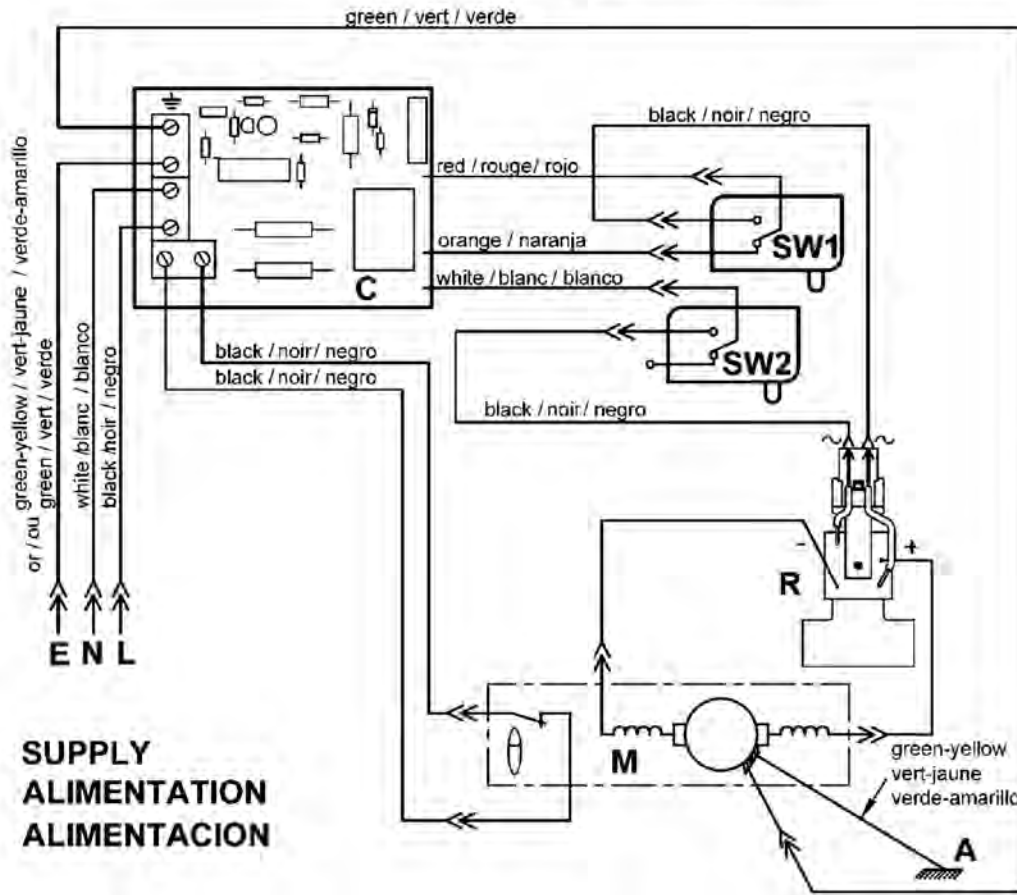 green / vert / verde
black / noir / negro
red / rouge / rojo
orange / naranja
SW1
white / blanc / blanco
C
SW2
black / noir / negro
black / noir / negro
black / noir / negro
or / ou green-yellow / vert-jaune / verde-amarillo
green / vert / verde
white /blanc / blanco
black /noir / negro
E N L
- +
R
M
green-yellow
vert-jaune
verde-amarillo
A
SUPPLY
ALIMENTATION
ALIMENTACION